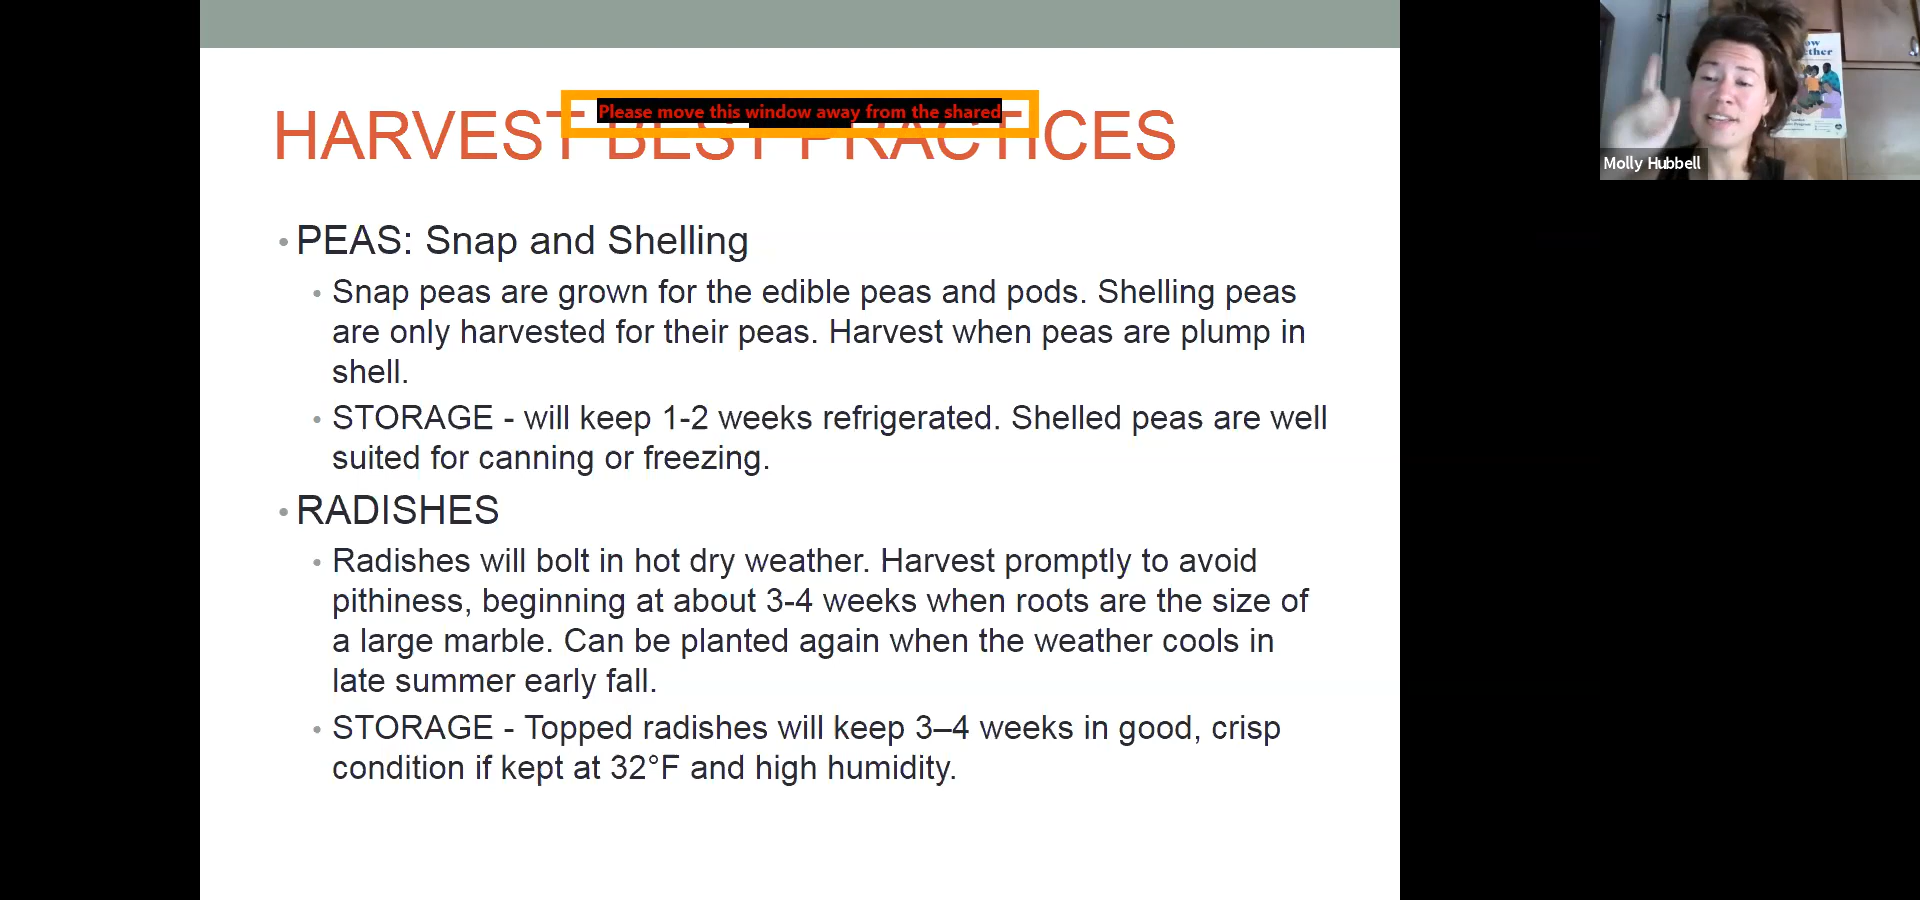 HARVEST BEST PRACTICES
Please move this window away from the shared
Molly Hubbell
• PEAS: Snap and Shelling
• Snap peas are grown for the edible peas and pods. Shelling peas
are only harvested for their peas. Harvest when peas are plump in
shell.
• STORAGE - will keep 1-2 weeks refrigerated. Shelled peas are well
suited for canning or freezing.
• RADISHES
• Radishes will bolt in hot dry weather. Harvest promptly to avoid
pithiness, beginning at about 3-4 weeks when roots are the size of
a large marble. Can be planted again when the weather cools in
late summer early fall.
• STORAGE - Topped radishes will keep 3–4 weeks in good, crisp
condition if kept at 32°F and high humidity.